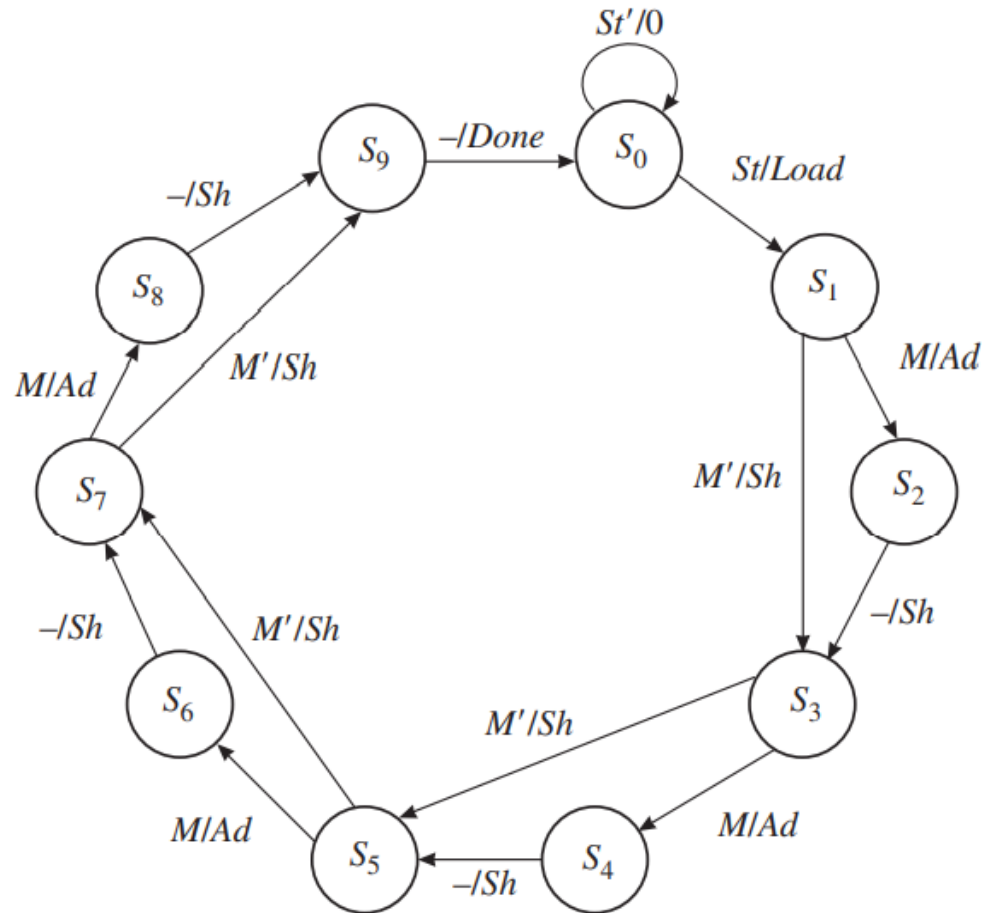 St′/0
S₀
S₉
–/Done
St/Load
–/Sh
S₁
S₈
M/Ad
M′/Sh
M/Ad
M′/Sh
S₇
S₂
–/Sh
M′/Sh
–/Sh
S₆
M′/Sh
S₃
M/Ad
M/Ad
S₅
–/Sh
S₄